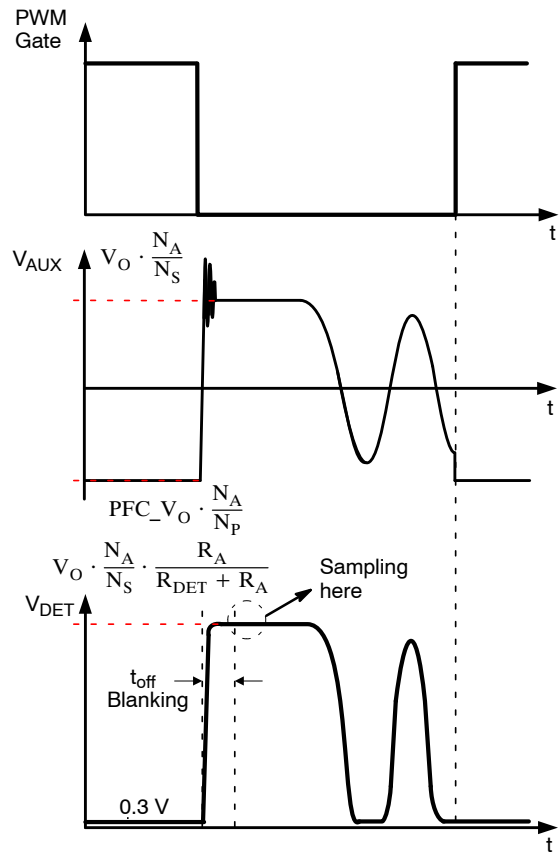 PWM
Gate
t
V_AUX
V_O · N_A/N_S
t
PFC_V_O · N_A/N_P
V_O · N_A/N_S · R_A/(R_DET + R_A)
Sampling
here
V_DET
t_off
Blanking
0.3 V
t